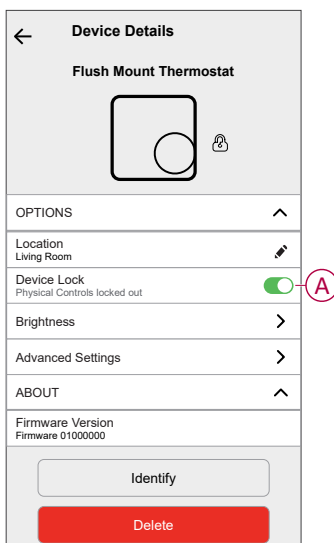 Device Details
Flush Mount Thermostat
OPTIONS
Location
Living Room
Device Lock
Physical Controls locked out
A
Brightness
Advanced Settings
ABOUT
Firmware Version
Firmware 01000000
Identify
Delete